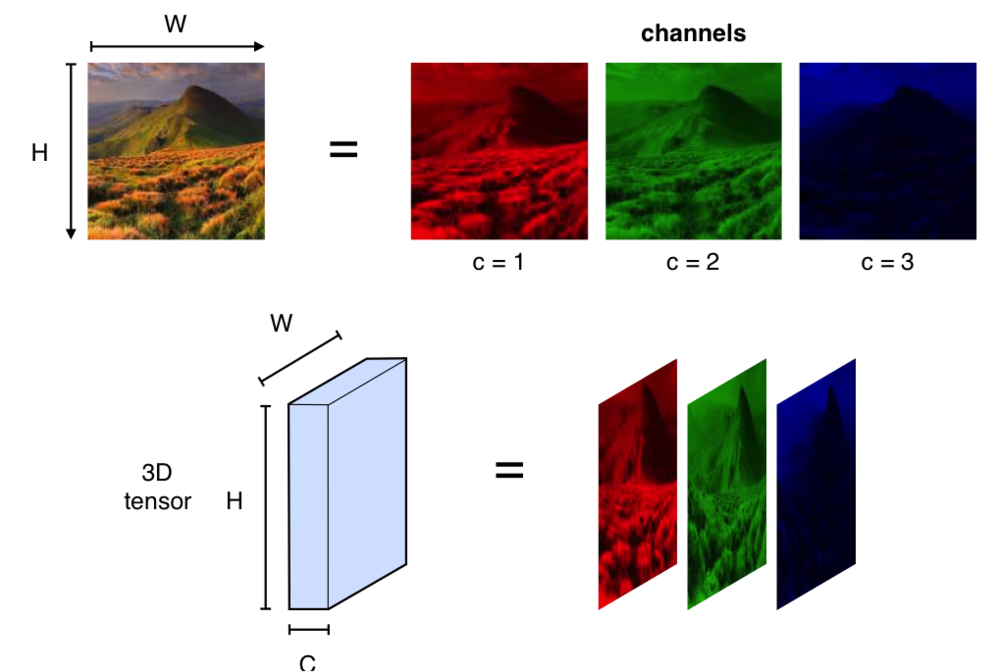 W
channels
H
=
c = 1
c = 2
c = 3
W
3D
tensor
H
=
C